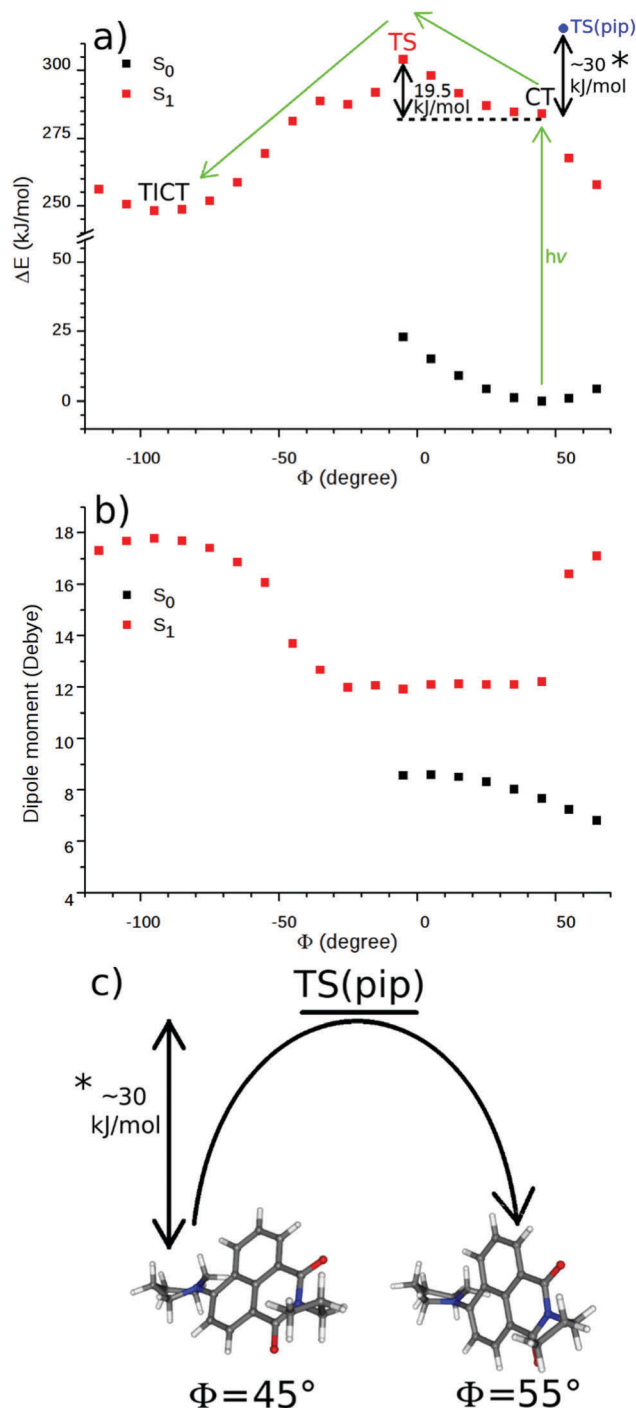 a)
TS(pip)
TS
S0
S1
~30 *
kJ/mol
19.5
kJ/mol
CT
TICT
hν
ΔE (kJ/mol)
300
275
250
50
25
0
-100
-50
0
50
Φ (degree)
b)
S0
S1
Dipole moment (Debye)
18
16
14
12
10
8
6
4
-100
-50
0
50
Φ (degree)
c)
TS(pip)
* ~30
kJ/mol
Φ=45°
Φ=55°